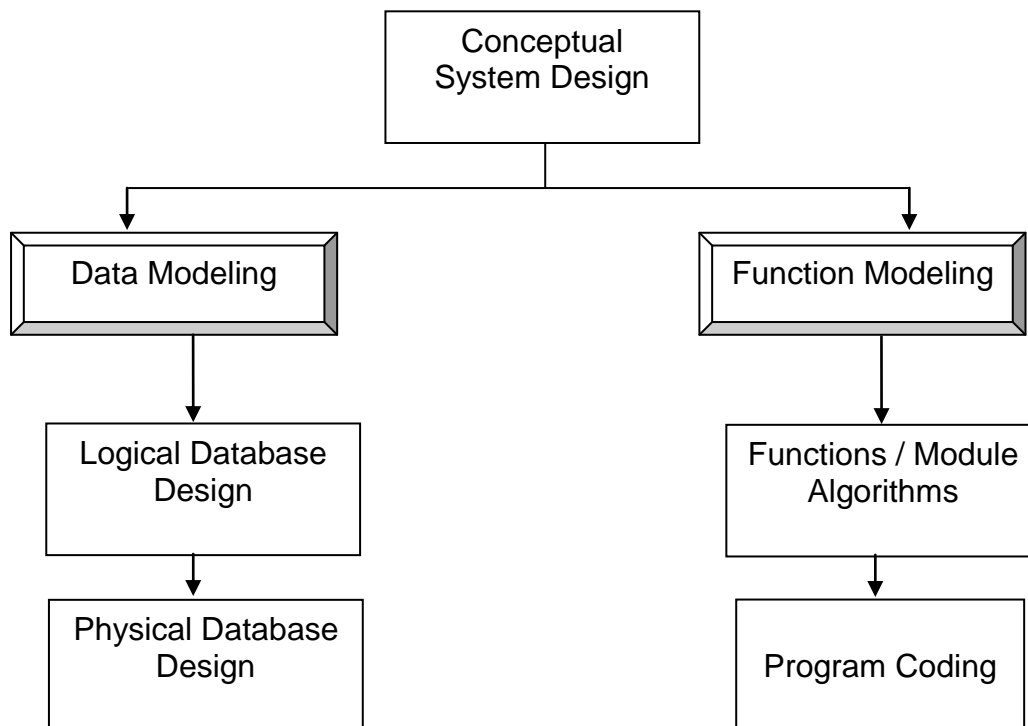 Conceptual
System Design
Data Modeling
Function Modeling
Logical Database
Design
Functions / Module
Algorithms
Physical Database
Design
Program Coding